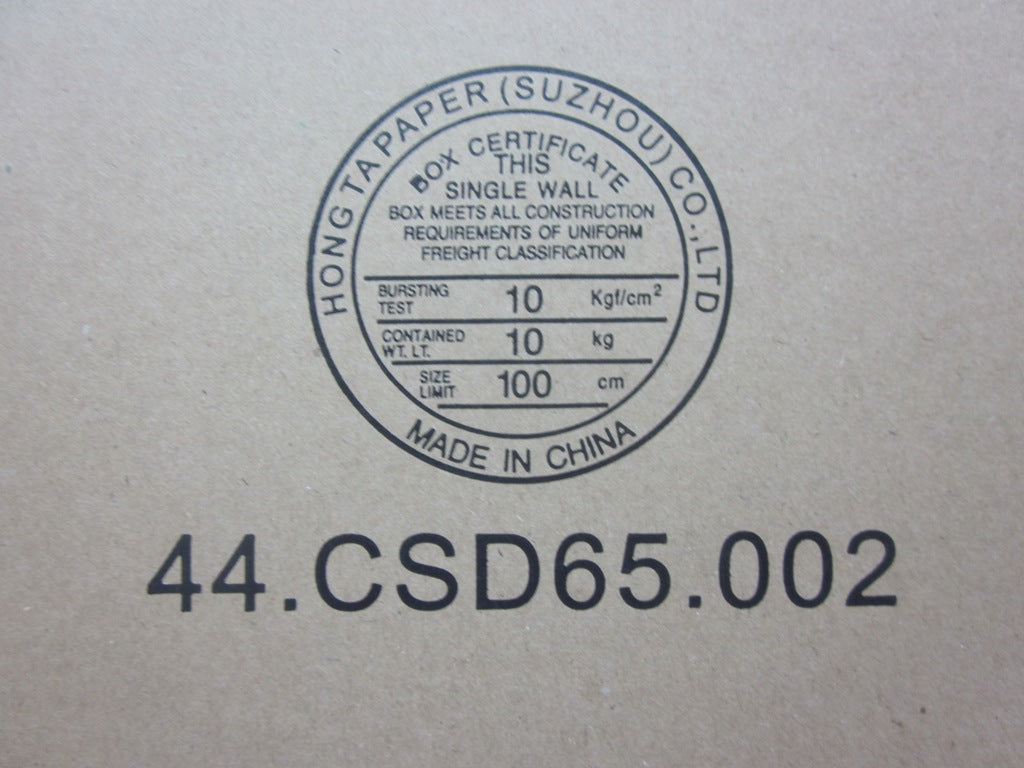 HONG TA PAPER (SUZHOU) CO.,LTD
BOX CERTIFICATE
THIS
SINGLE WALL
BOX MEETS ALL CONSTRUCTION
REQUIREMENTS OF UNIFORM
FREIGHT CLASSIFICATION
BURSTING TEST 10 Kgf/cm²
CONTAINED WT. LT. 10 kg
SIZE LIMIT 100 cm
MADE IN CHINA
44.CSD65.002